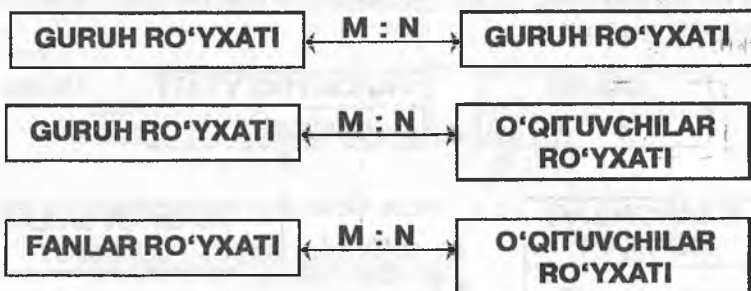 GURUH RO‘YXATI M : N GURUH RO‘YXATI
GURUH RO‘YXATI M : N O‘QITUVCHILAR
RO‘YXATI
FANLAR RO‘YXATI M : N O‘QITUVCHILAR
RO‘YXATI